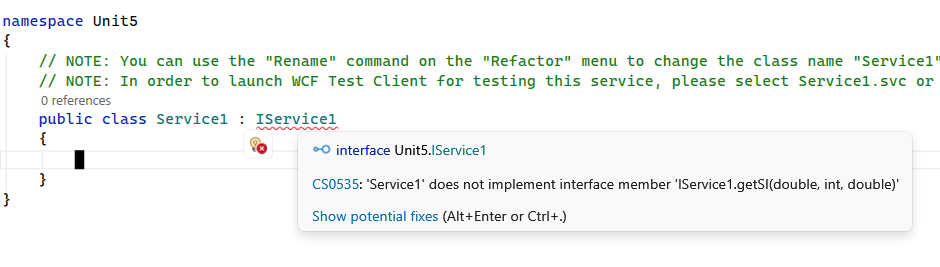 namespace Unit5
{
// NOTE: You can use the "Rename" command on the "Refactor" menu to change the class name "Service1"
// NOTE: In order to launch WCF Test Client for testing this service, please select Service1.svc or
0 references
public class Service1 : IService1
{
interface Unit5.IService1
CS0535: 'Service1' does not implement interface member 'IService1.getSI(double, int, double)'
Show potential fixes (Alt+Enter or Ctrl+.)
}
}